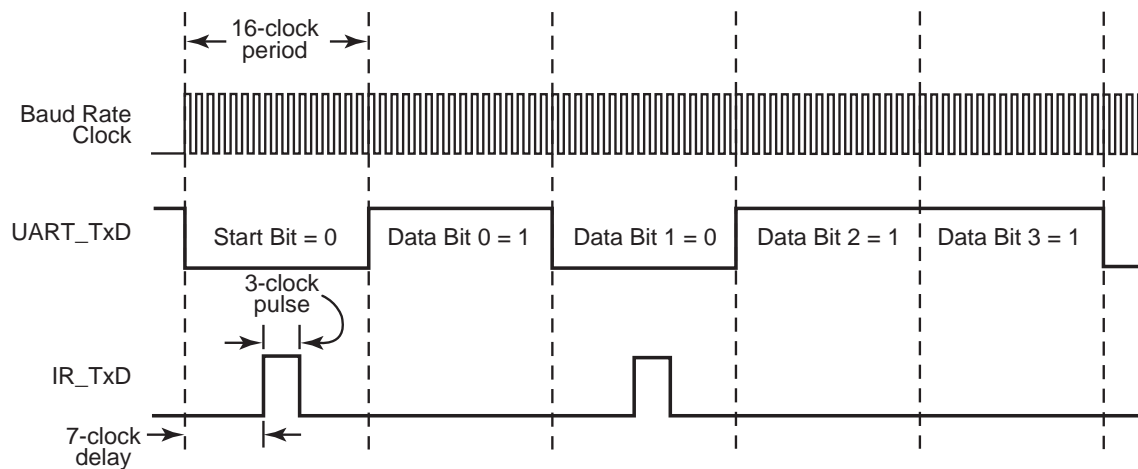 16-clock
period
Baud Rate
Clock
UART_TxD
Start Bit = 0
Data Bit 0 = 1
Data Bit 1 = 0
Data Bit 2 = 1
Data Bit 3 = 1
3-clock
pulse
IR_TxD
7-clock
delay